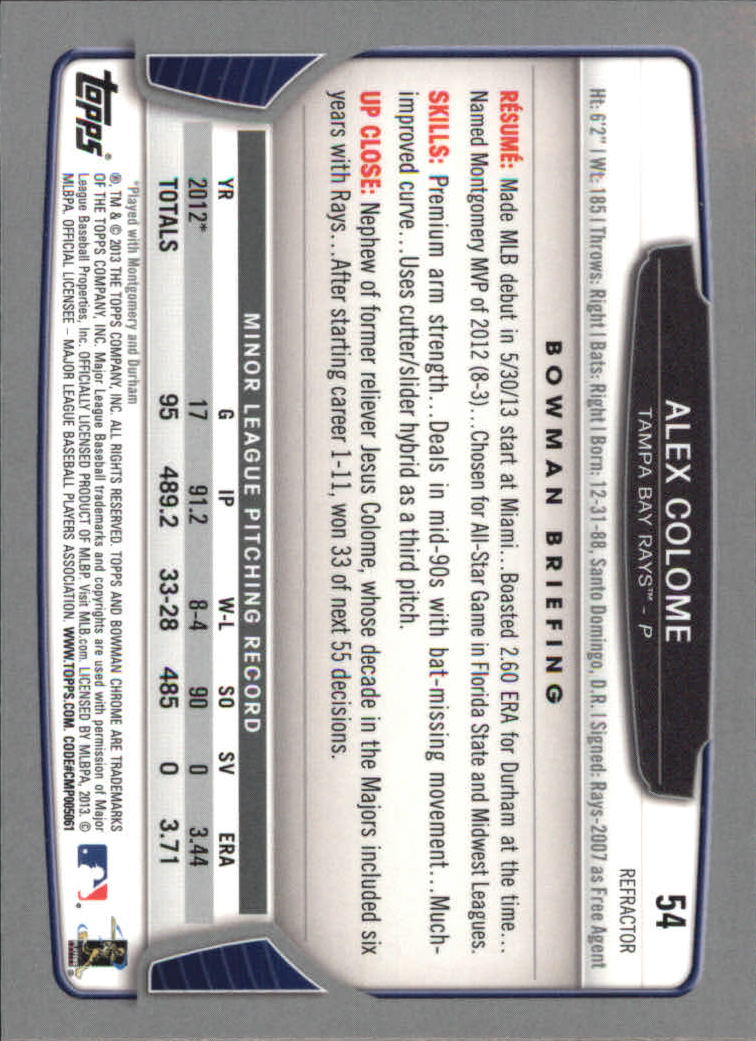 54
REFRACTOR
ALEX COLOME
TAMPA BAY RAYS™ - P
Ht: 6'2" | Wt: 185 | Throws: Right | Bats: Right | Born: 12-31-88, Santo Domingo, D.R. | Signed: Rays-2007 as Free Agent
BOWMAN BRIEFING
RÉSUMÉ: Made MLB debut in 5/30/13 start at Miami...Boasted 2.60 ERA for Durham at the time...
Named Montgomery MVP of 2012 (8-3)...Chosen for All-Star Game in Florida State and Midwest Leagues.
SKILLS: Premium arm strength...Deals in mid-90s with bat-missing movement...Much-
improved curve...Uses cutter/slider hybrid as a third pitch.
UP CLOSE: Nephew of former reliever Jesus Colome, whose decade in the Majors included six
years with Rays...After starting career 1-11, won 33 of next 55 decisions.
MINOR LEAGUE PITCHING RECORD
YR G IP W-L SO SV ERA
2012* 17 91.2 8-4 90 0 3.44
TOTALS 95 489.2 33-28 485 0 3.71
*Played with Montgomery and Durham
®, TM & © 2013 THE TOPPS COMPANY, INC. ALL RIGHTS RESERVED. TOPPS AND BOWMAN CHROME ARE TRADEMARKS
OF THE TOPPS COMPANY, INC. Major League Baseball trademarks and copyrights are used with permission of Major
League Baseball Properties, Inc. OFFICIALLY LICENSED PRODUCT OF MLBP. Visit MLB.com. LICENSED BY MLBPA, 2013. ©
MLBPA. OFFICIAL LICENSEE – MAJOR LEAGUE BASEBALL PLAYERS ASSOCIATION. WWW.TOPPS.COM. CODE#CMP005061
topps®